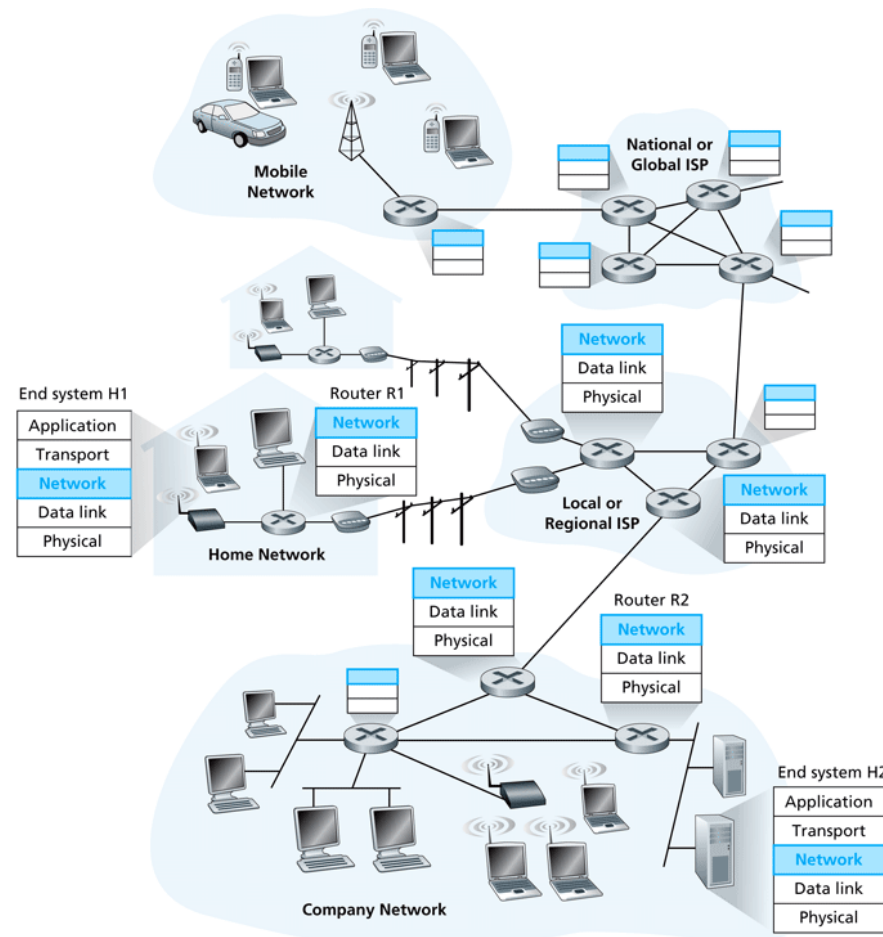 Mobile
Network
National or
Global ISP
Network
Data link
Physical
End system H1
Application
Transport
Network
Data link
Physical
Router R1
Network
Data link
Physical
Home Network
Local or
Regional ISP
Network
Data link
Physical
Network
Data link
Physical
Router R2
Network
Data link
Physical
End system H2
Application
Transport
Network
Data link
Physical
Company Network